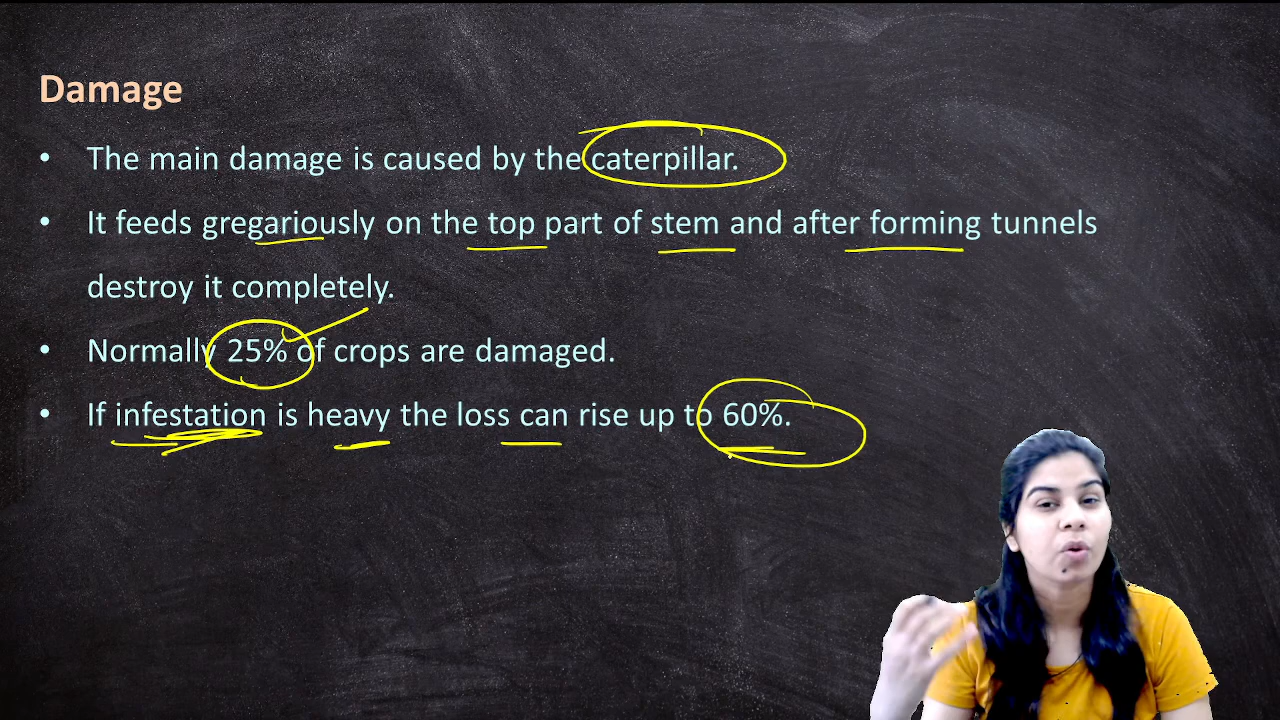 Damage
• The main damage is caused by the caterpillar.
• It feeds gregariously on the top part of stem and after forming tunnels
destroy it completely.
• Normally 25% of crops are damaged.
• If infestation is heavy the loss can rise up to 60%.